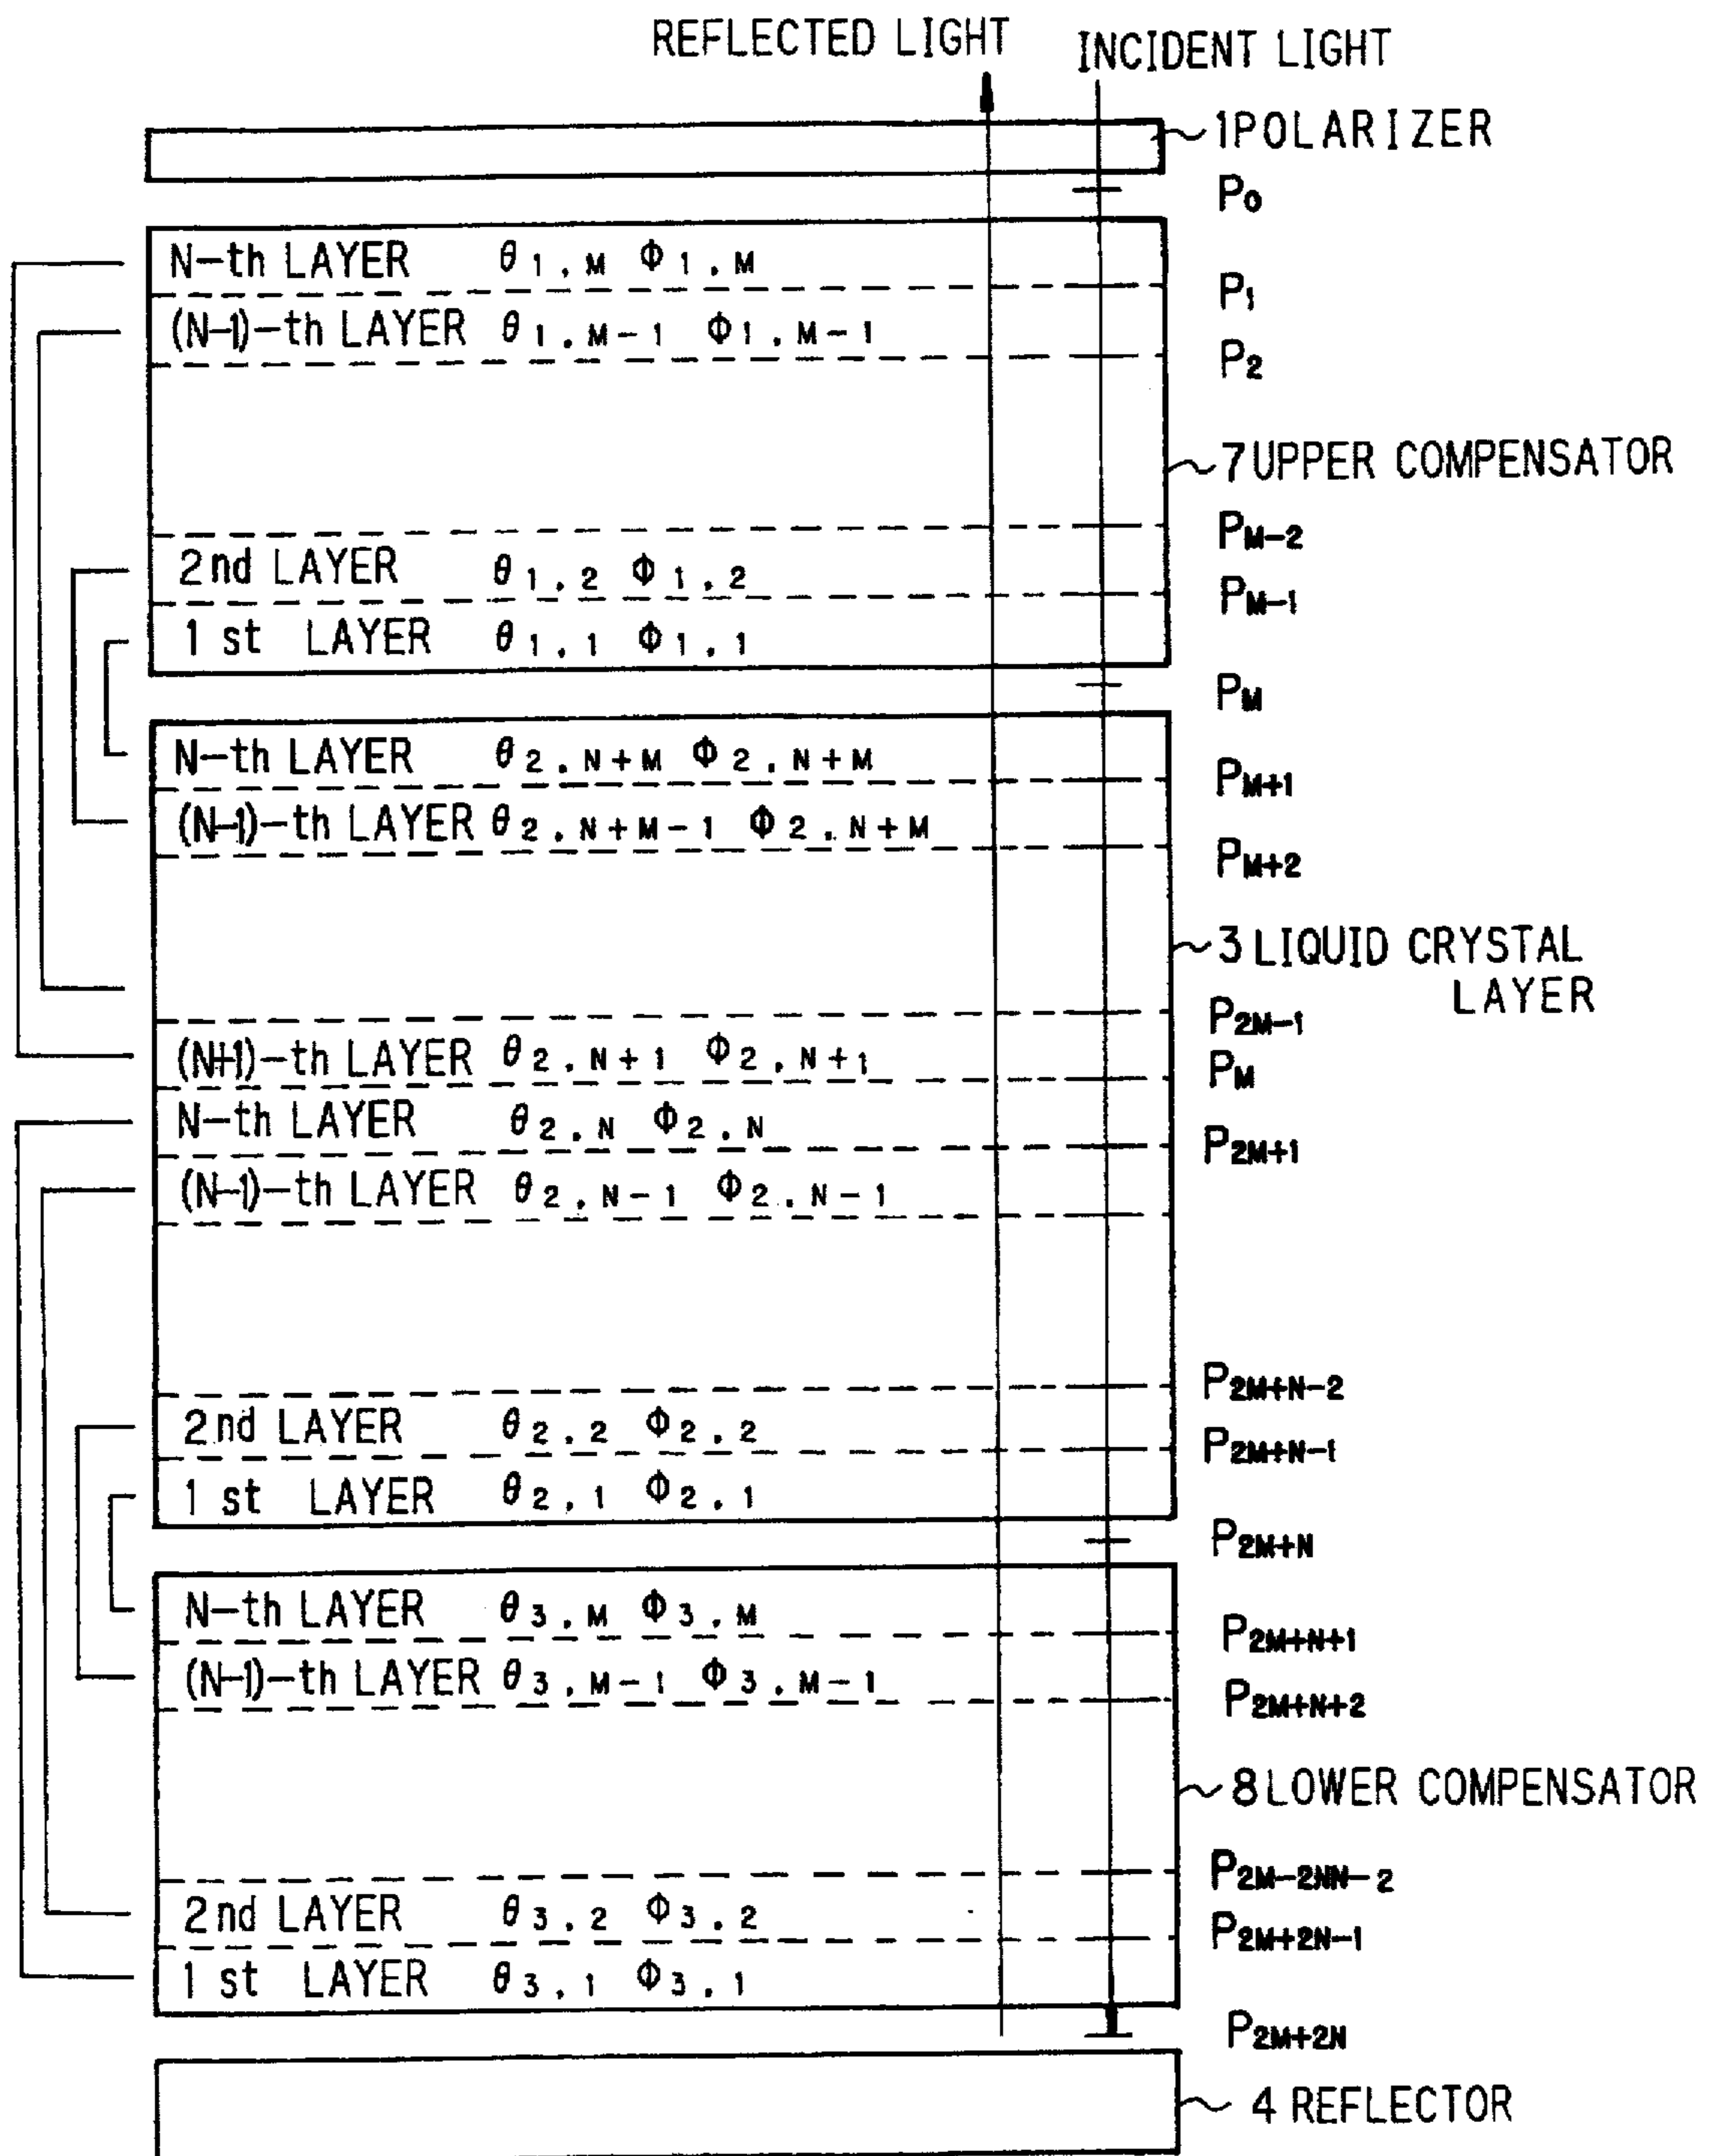 REFLECTED LIGHT
INCIDENT LIGHT
1 POLARIZER
P0
N-th LAYER θ1,M Φ1,M
P1
(N-1)-th LAYER θ1,M-1 Φ1,M-1
P2
7 UPPER COMPENSATOR
PM-2
2nd LAYER θ1,2 Φ1,2
PM-1
1 st LAYER θ1,1 Φ1,1
PM
N-th LAYER θ2,N+M Φ2,N+M
PM+1
(N-1)-th LAYER θ2,N+M-1 Φ2,N+M
PM+2
3 LIQUID CRYSTAL
LAYER
P2M-1
(N+1)-th LAYER θ2,N+1 Φ2,N+1
PM
N-th LAYER θ2,N Φ2,N
P2M+1
(N-1)-th LAYER θ2,N-1 Φ2,N-1
P2M+N-2
2nd LAYER θ2,2 Φ2,2
P2M+N-1
1 st LAYER θ2,1 Φ2,1
P2M+N
N-th LAYER θ3,M Φ3,M
P2M+N+1
(N-1)-th LAYER θ3,M-1 Φ3,M-1
P2M+N+2
8 LOWER COMPENSATOR
P2M-2NN-2
2nd LAYER θ3,2 Φ3,2
P2M+2N-1
1 st LAYER θ3,1 Φ3,1
P2M+2N
4 REFLECTOR